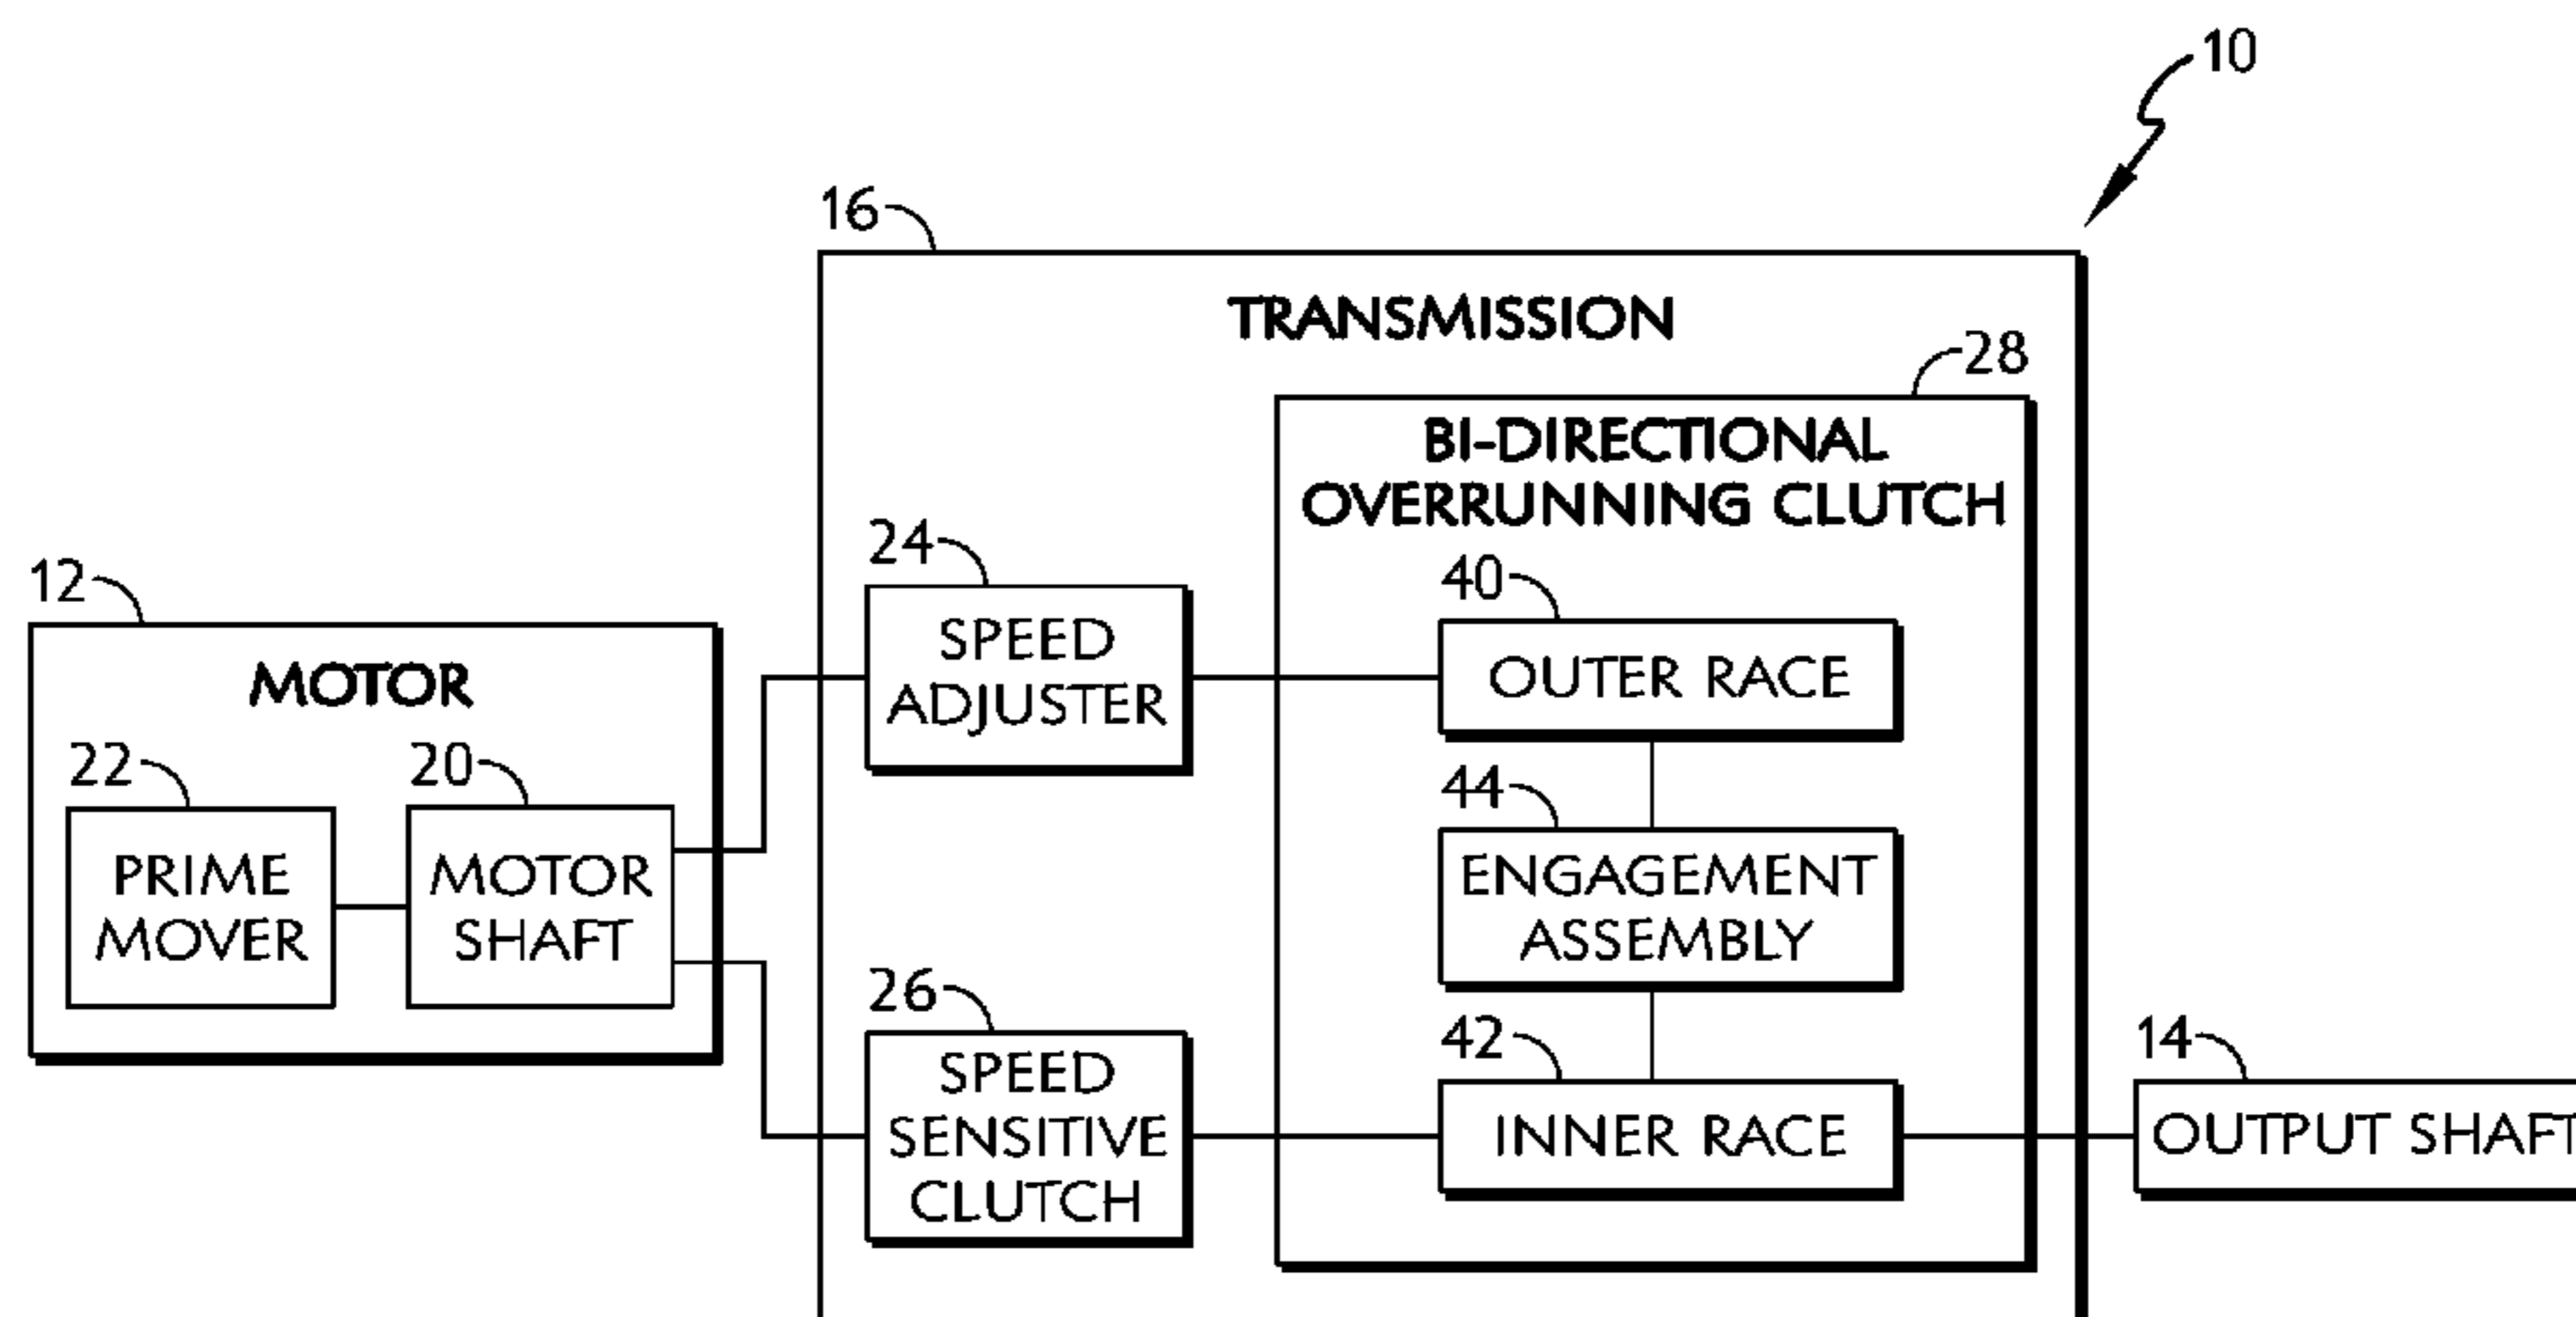 10
16
TRANSMISSION
28
BI-DIRECTIONAL
OVERRUNNING CLUTCH
24
SPEED
ADJUSTER
40
OUTER RACE
12
MOTOR
22
PRIME
MOVER
20
MOTOR
SHAFT
44
ENGAGEMENT
ASSEMBLY
26
SPEED
SENSITIVE
CLUTCH
42
INNER RACE
14
OUTPUT SHAFT